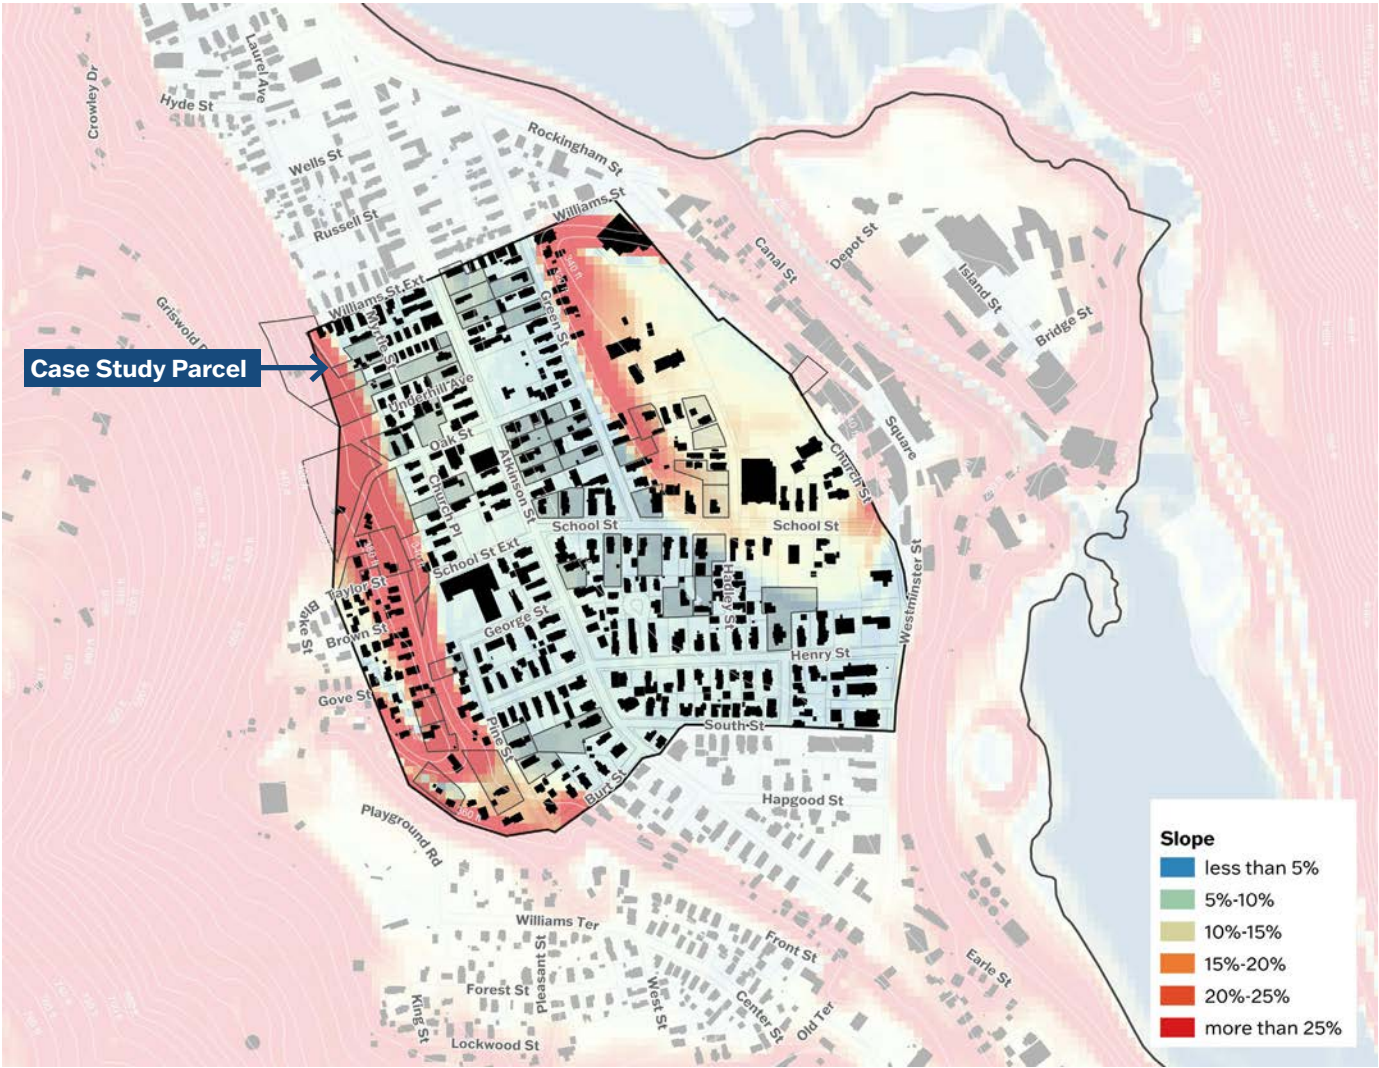 Laurel Ave
Crowley Dr
Hyde St
Rockingham St
Wells St
Williams St
Russell St
Canal St
Depot St
Island St
Bridge St
340 ft
Williams St Ext
Griswold D
Myrtle St
Green St
Case Study Parcel
Underhill Ave
Oak St
Square
Church St
Atkinson St
Church Pl
School St
School St
School St Ext
Taylor St
Blake St
Brown St
George St
Hadley St
Westminster St
Henry St
Gove St
Pine St
South St
Burt St
Hapgood St
Playground Rd
360 ft
Slope
less than 5%
5%-10%
10%-15%
15%-20%
20%-25%
more than 25%
Williams Ter
Pleasant St
Front St
Earle St
Forest St
King St
West St
Center St
Old Ter
Lockwood St